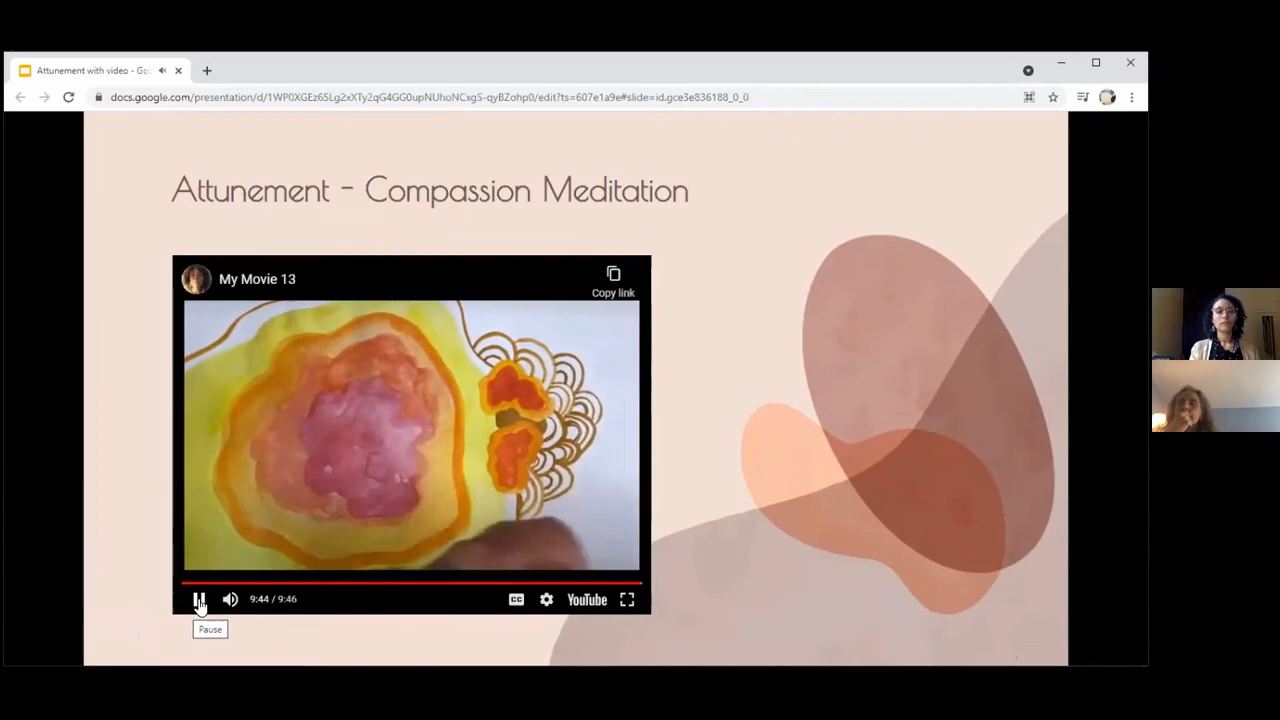 Attunement with video - Go
docs.google.com/presentation/d/1WP0XGEz65Lg2xXTy2qG4GG0upNUhoNCxgS-qyBZohp0/edit?ts=607e1a9e#slide=id.gce3e836188_0_0
Attunement - Compassion Meditation
My Movie 13
Copy link
9:44 / 9:46
CC
YouTube
Pause